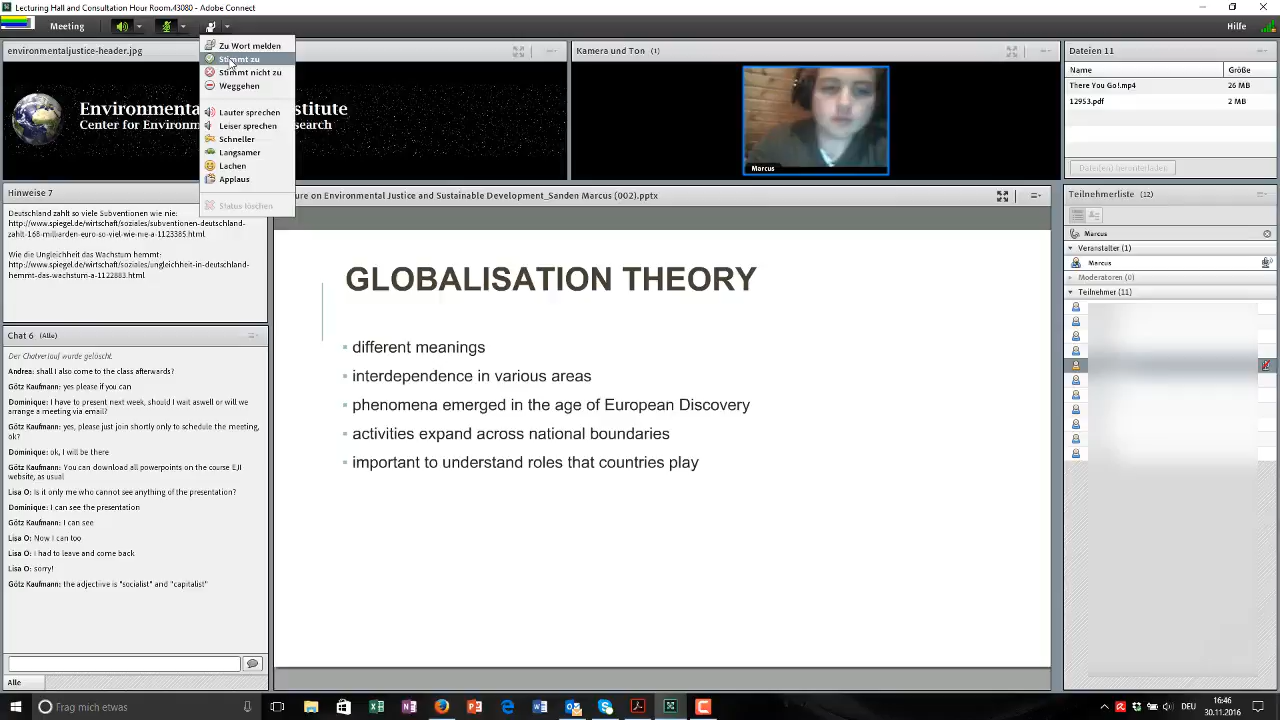 Lecturing Hall and Consultation Hour,43080 - Adobe Connect
Meeting
Hilfe
environmentaljustice-header.jpg
Environmenta
stitute
Center for Environm
search
Zu Wort melden
Stimmt zu
Stimmt nicht zu
Weggehen
Lauter sprechen
Leiser sprechen
Schneller
Langsamer
Lachen
Applaus
Status löschen
Kamera und Ton (1)
Marcus
Dateien 11
Name Größe
There You Go!.mp4 26 MB
12953.pdf 2 MB
Datei(en) herunterladen
Hinweise 7
Deutschland zahlt so viele Subventionen wie nie:
http://www.spiegel.de/wirtschaft/soziales/subventionen-deutschland-
zahlt-168-milliarden-euro-so-viel-wie-nie-a-1123385.html
Wie die Ungleichheit das Wachstum hemmt:
http://www.spiegel.de/wirtschaft/soziales/ungleichheit-in-deutschland-
hemmt-das-wachstum-a-1122883.html
Chat 6 (Alle)
Der Chatverlauf wurde gelöscht.
Andrea: shall I also come to the class afterwards?
Götz Kaufmann: yes please if you can
Dominique: I have to present next week, should I wait aswell or will we
arrange a meeting via email?
Götz Kaufmann: yes, please just join shortly only to schedule the meeting,
ok?
Dominique: ok, I will be there
Götz Kaufmann: You can download all powerpoints on the course EJI
website, as usual
Lisa O: Is it only me who cannot see anything of the presentation?
Dominique: I can see the presentation
Götz Kaufmann: I can see
Lisa O: Now I can too
Lisa O: I had to leave and come back
Lisa O: sorry!
Götz Kaufmann: the adjectiive is "socialist" and "capitalist"
Alle
ure on Environmental Justice and Sustainable Development_Sanden Marcus (002).pptx
GLOBALISATION THEORY
▪ different meanings
▪ interdependence in various areas
▪ phenomena emerged in the age of European Discovery
▪ activities expand across national boundaries
▪ important to understand roles that countries play
Teilnehmerliste (12)
Marcus
Veranstalter (1)
Marcus
Moderatoren (0)
Teilnehmer (11)
Frag mich etwas
DEU
16:46
30.11.2016